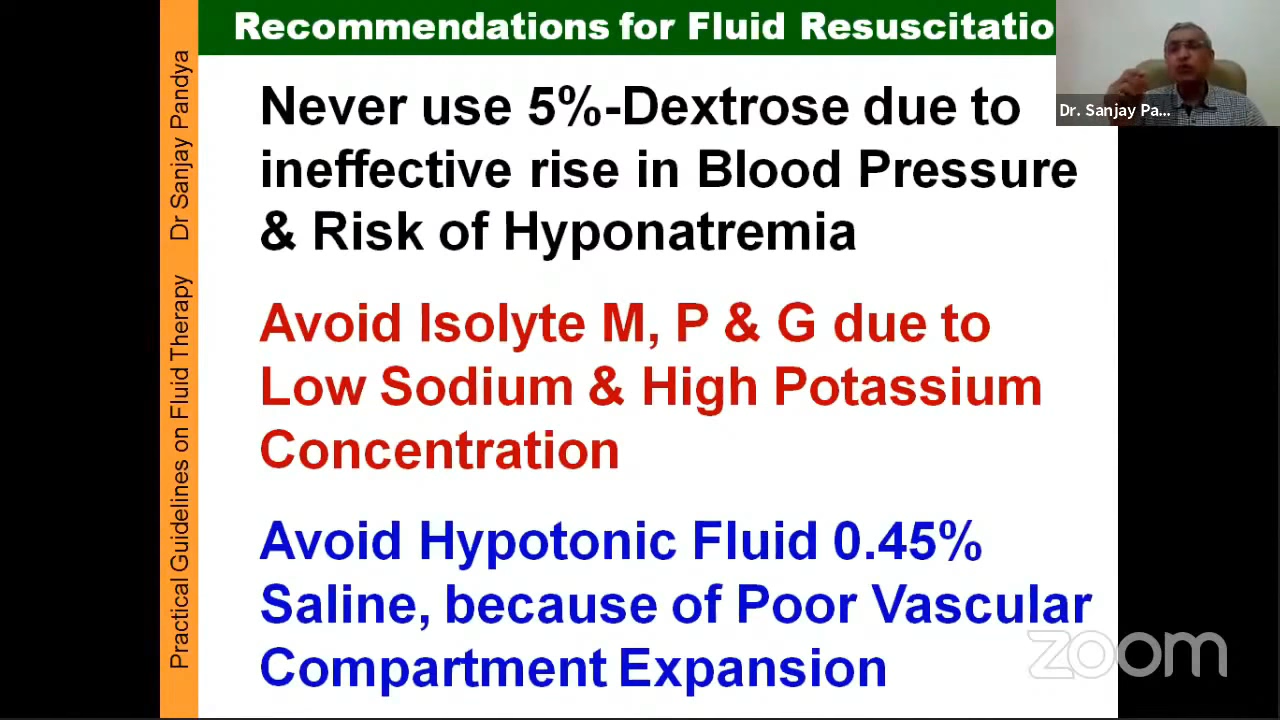 Recommendations for Fluid Resuscitatio
Never use 5%-Dextrose due to
ineffective rise in Blood Pressure
& Risk of Hyponatremia
Avoid Isolyte M, P & G due to
Low Sodium & High Potassium
Concentration
Avoid Hypotonic Fluid 0.45%
Saline, because of Poor Vascular
Compartment Expansion
Practical Guidelines on Fluid Therapy Dr Sanjay Pandya
Dr. Sanjay Pa...
zoom